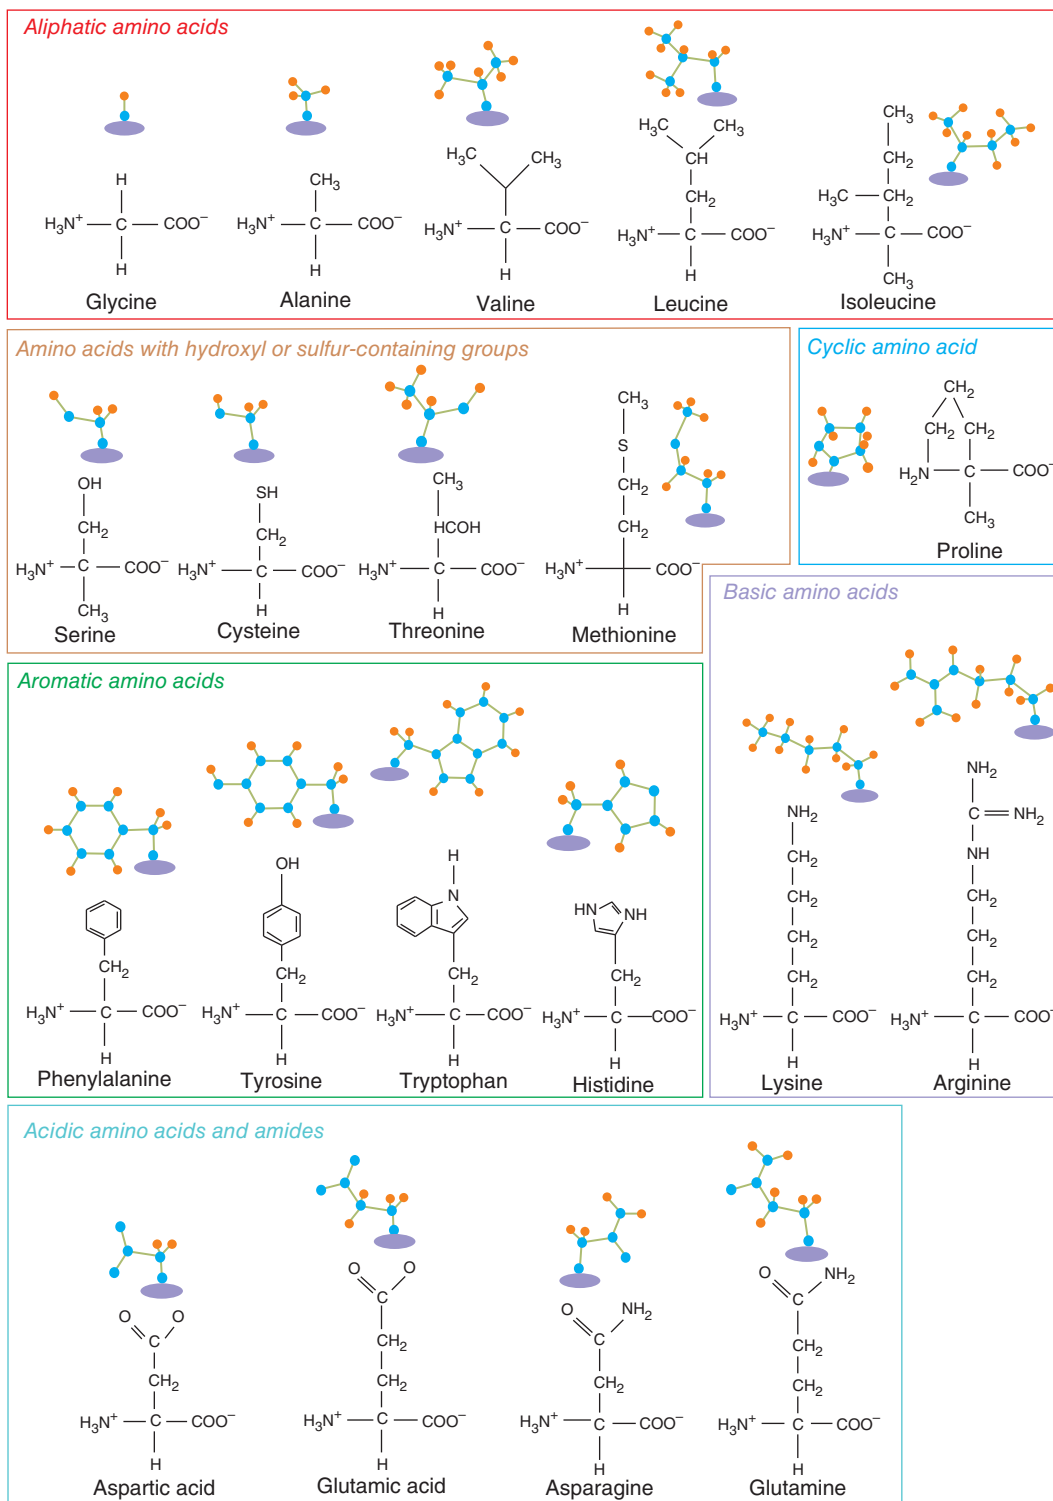 Aliphatic amino acids
H
H₃N⁺ C COO⁻
H
Glycine
CH₃
H₃N⁺ C COO⁻
H
Alanine
H₃C CH₃
H₃N⁺ C COO⁻
H
Valine
H₃C CH₃
CH
CH₂
H₃N⁺ C COO⁻
H
Leucine
CH₃
CH₂
H₃C CH₂
H₃N⁺ C COO⁻
CH₃
Isoleucine
Amino acids with hydroxyl or sulfur-containing groups
OH
CH₂
H₃N⁺ C COO⁻
CH₃
Serine
SH
CH₂
H₃N⁺ C COO⁻
H
Cysteine
CH₃
HCOH
H₃N⁺ C COO⁻
H
Threonine
CH₃
S
CH₂
CH₂
H₃N⁺ COO⁻
H
Methionine
Cyclic amino acid
CH₂
CH₂ CH₂
H₂N C COO⁻
CH₃
Proline
Aromatic amino acids
CH₂
H₃N⁺ C COO⁻
H
Phenylalanine
OH
CH₂
H₃N⁺ C COO⁻
H
Tyrosine
H
N
CH₂
H₃N⁺ C COO⁻
H
Tryptophan
HN NH
CH₂
H₃N⁺ C COO⁻
H
Histidine
Basic amino acids
NH₂
CH₂
CH₂
CH₂
CH₂
H₃N⁺ C COO⁻
H
Lysine
NH₂
C NH₂
NH
CH₂
CH₂
CH₂
H₃N⁺ C COO⁻
H
Arginine
Acidic amino acids and amides
O O
C
CH₂
H₃N⁺ C COO⁻
H
Aspartic acid
O O
C
CH₂
CH₂
H₃N⁺ C COO⁻
H
Glutamic acid
O NH₂
C
CH₂
H₃N⁺ C COO⁻
H
Asparagine
O NH₂
C
CH₂
CH₂
H₃N⁺ C COO⁻
H
Glutamine